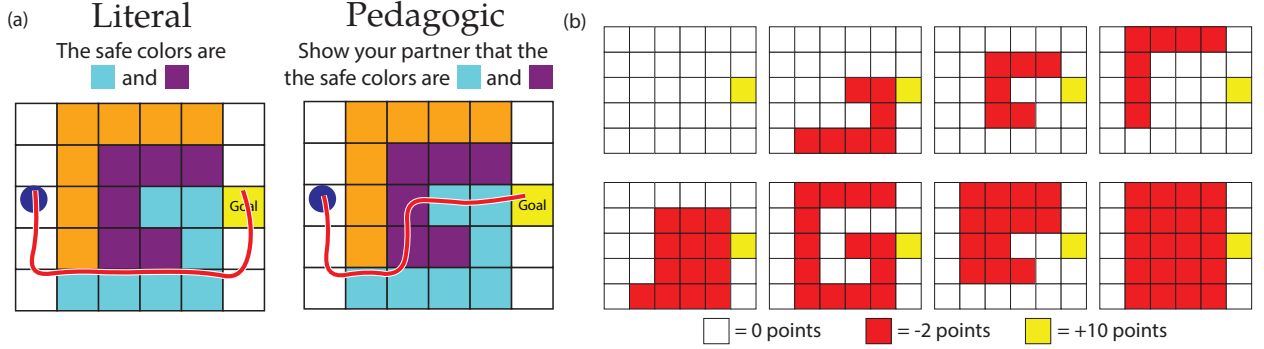 (a)
Literal
The safe colors are
and
Goal
Pedagogic
Show your partner that the
the safe colors are and
Goal
(b)
= 0 points
= -2 points
= +10 points